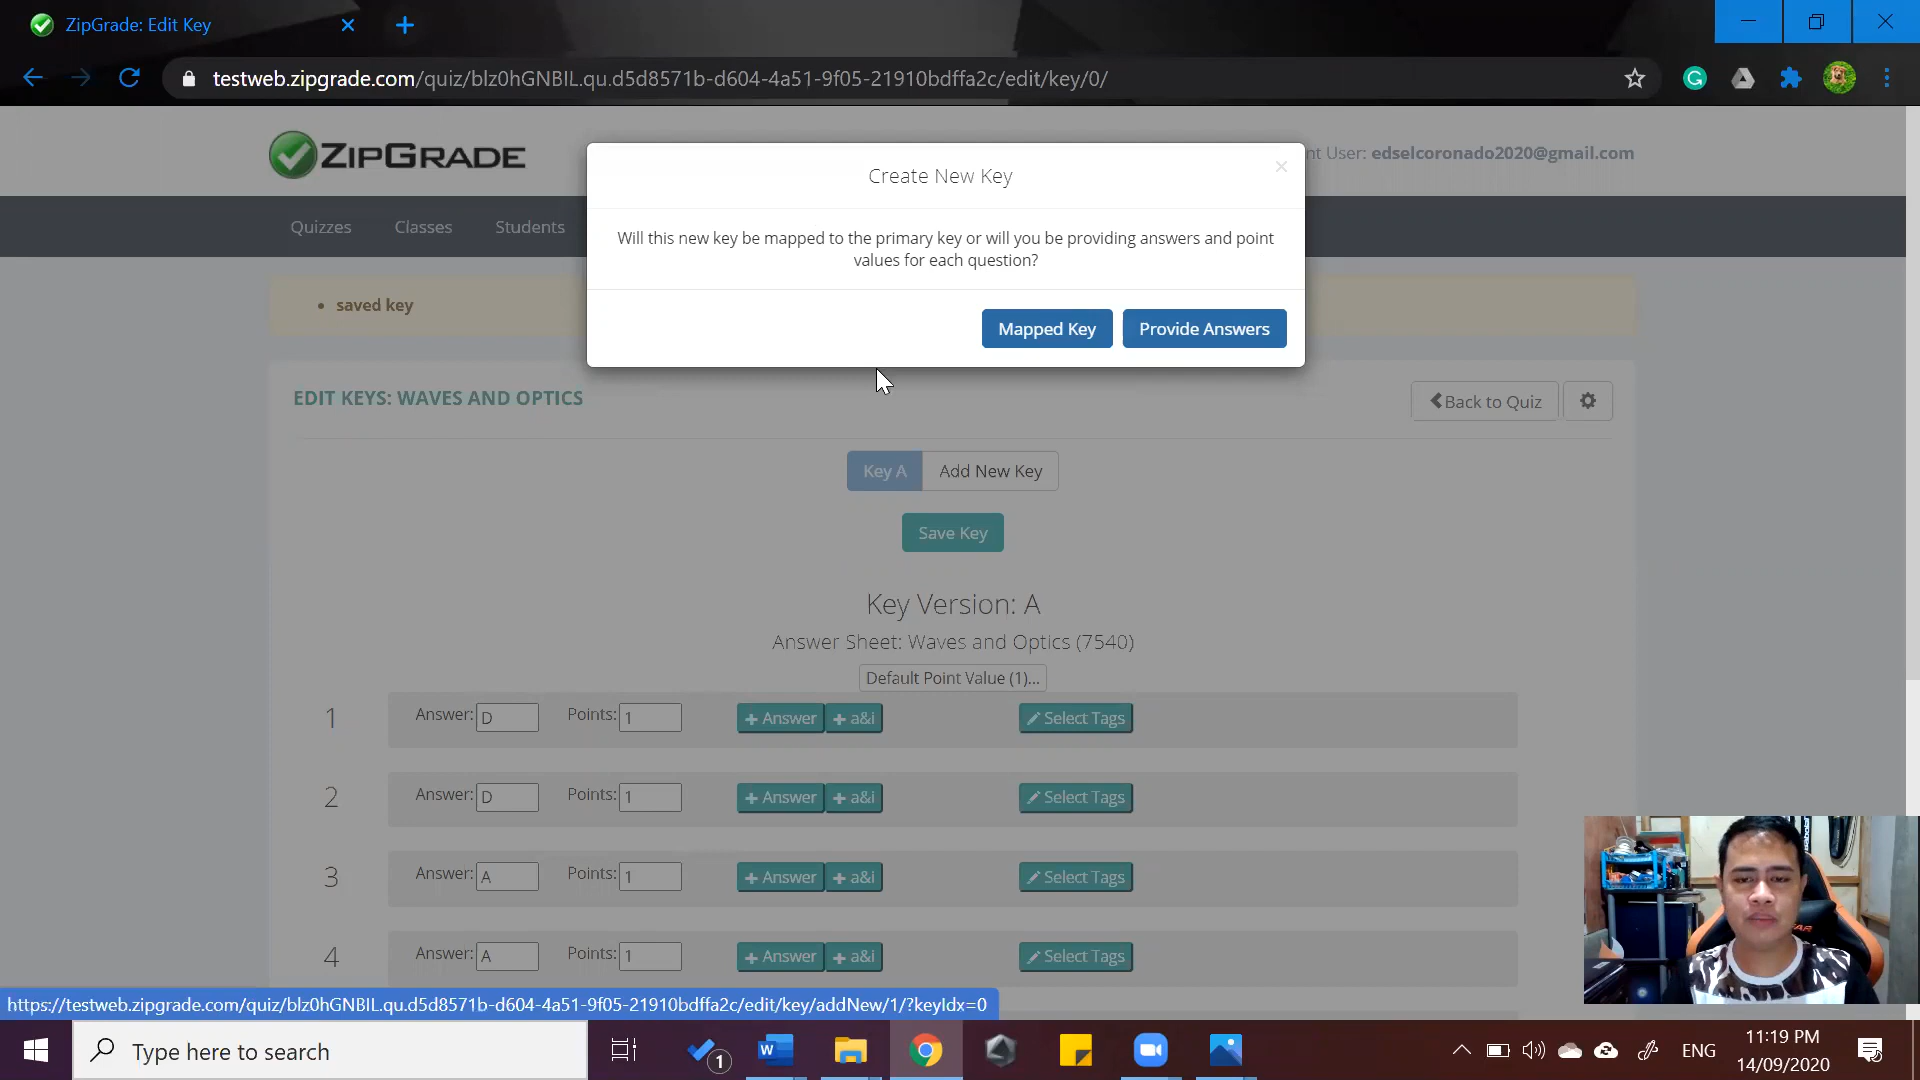 ZipGrade: Edit Key
testweb.zipgrade.com/quiz/blz0hGNBIL.qu.d5d8571b-d604-4a51-9f05-21910bdffa2c/edit/key/0/
ZIPGRADE
nt User: edselcoronado2020@gmail.com
Create New Key
×
Will this new key be mapped to the primary key or will you be providing answers and point
values for each question?
Mapped Key
Provide Answers
Quizzes
Classes
Students
saved key
EDIT KEYS: WAVES AND OPTICS
Back to Quiz
Key A
Add New Key
Save Key
Key Version: A
Answer Sheet: Waves and Optics (7540)
Default Point Value (1)...
1 Answer: D Points: 1 + Answer + a&i Select Tags
2 Answer: D Points: 1 + Answer + a&i Select Tags
3 Answer: A Points: 1 + Answer + a&i Select Tags
4 Answer: A Points: 1 + Answer + a&i Select Tags
https://testweb.zipgrade.com/quiz/blz0hGNBIL.qu.d5d8571b-d604-4a51-9f05-21910bdffa2c/edit/key/addNew/1/?keyIdx=0
Type here to search
1
ENG
11:19 PM
14/09/2020